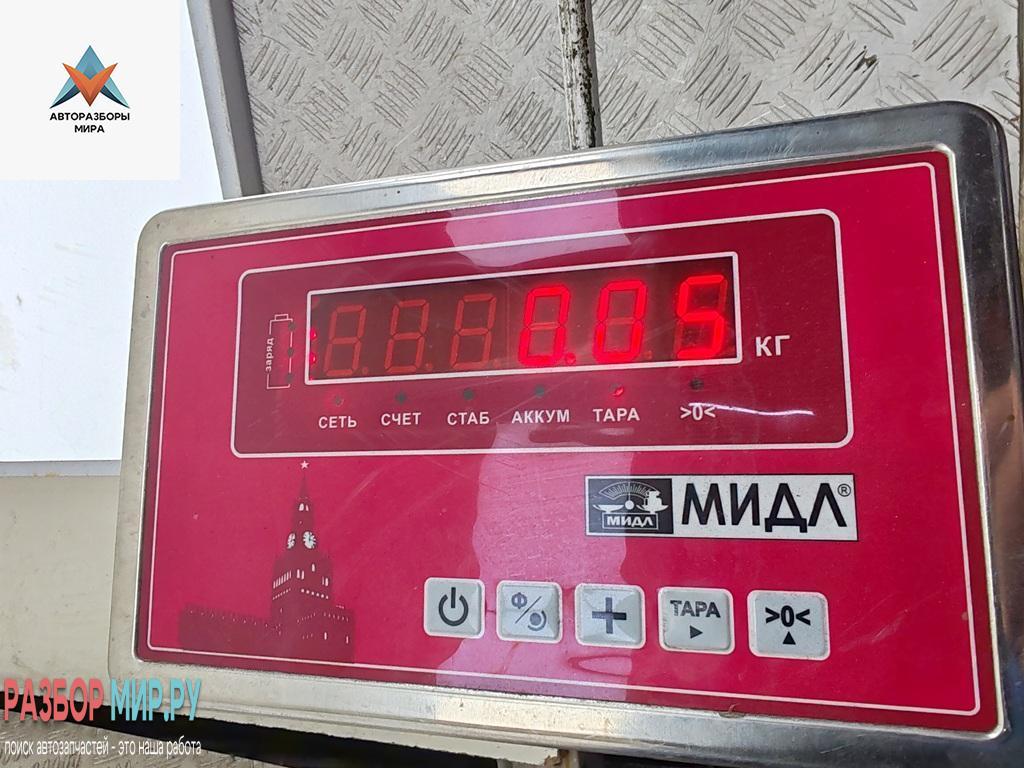 АВТОРАЗБОРЫ
МИРА
заряд
0.05 КГ
СЕТЬ СЧЕТ СТАБ АККУМ ТАРА >0<
МИДЛ МИДЛ®
Ф/ + ТАРА >0<
РАЗБОР МИР.РУ
поиск автозапчастей - это наша работа